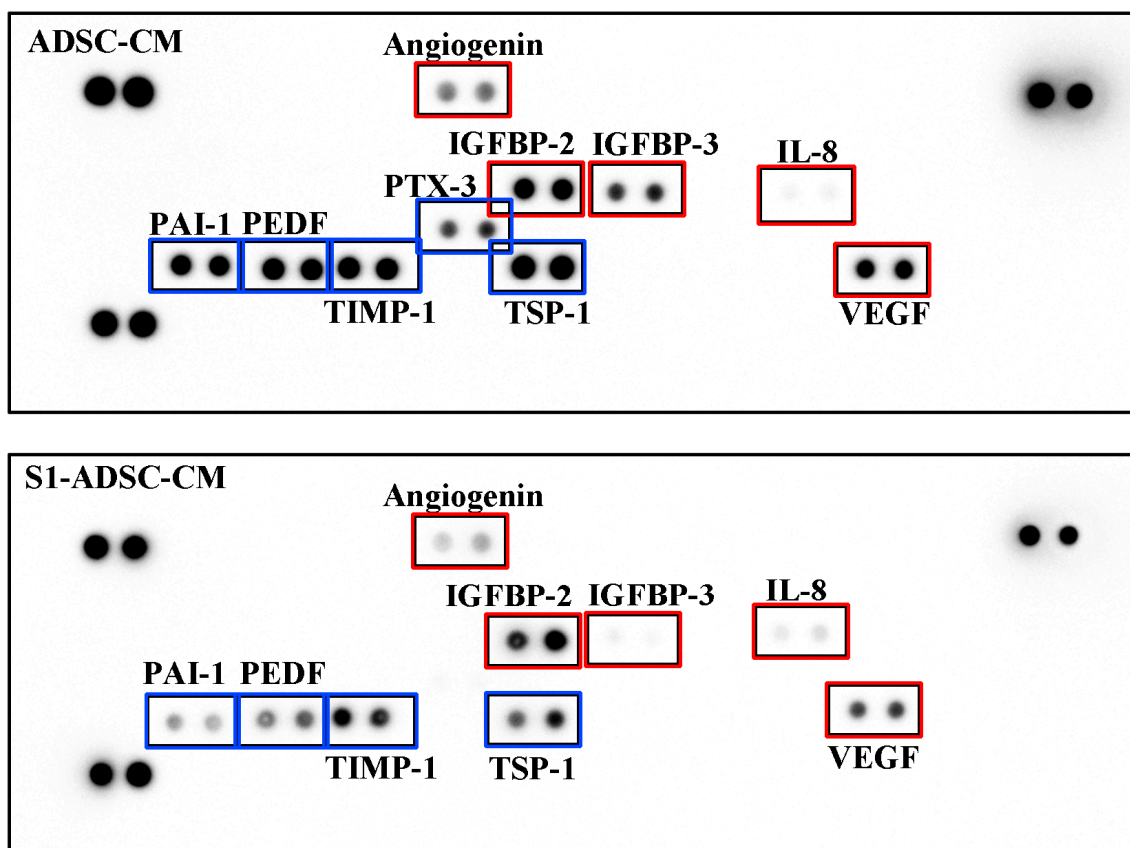 ADSC-CM
Angiogenin
IGFBP-2 IGFBP-3 IL-8
PTX-3
PAI-1 PEDF
TIMP-1 TSP-1 VEGF
S1-ADSC-CM
Angiogenin
IGFBP-2 IGFBP-3 IL-8
PAI-1 PEDF
TIMP-1 TSP-1 VEGF